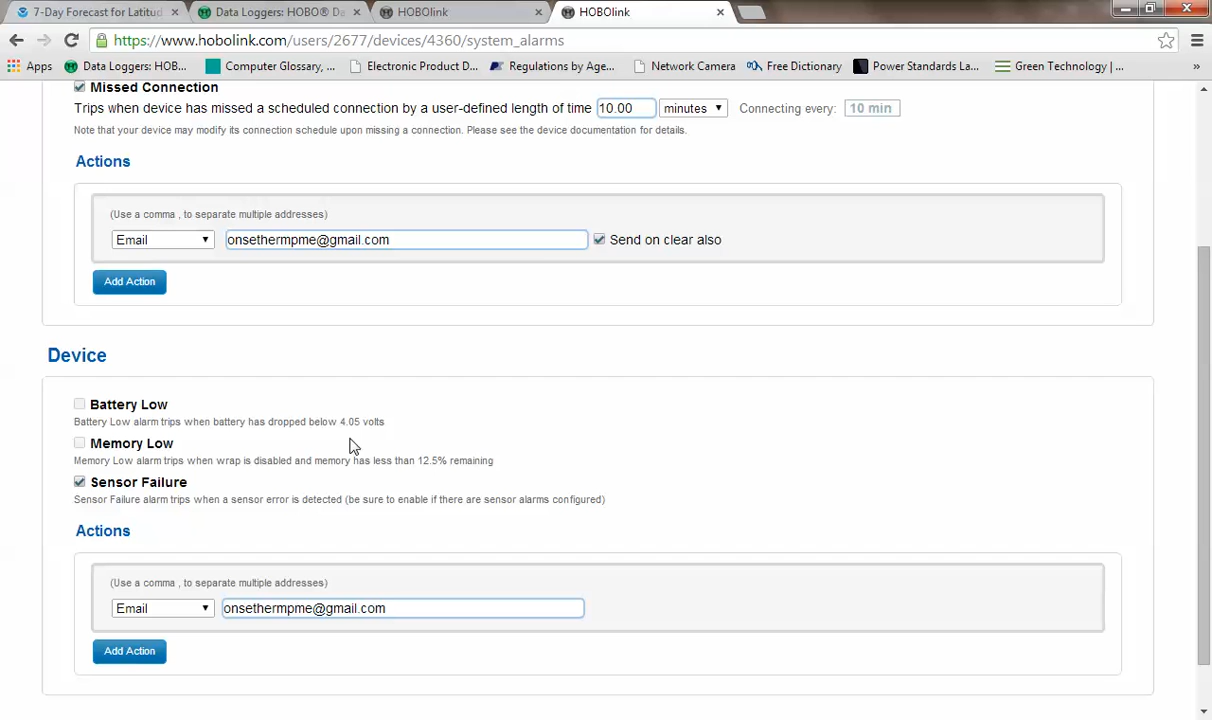 7-Day Forecast for Latitud
Data Loggers: HOBO® Da
HOBOlink
HOBOlink
https://www.hobolink.com/users/2677/devices/4360/system_alarms
Apps
Data Loggers: HOB...
Computer Glossary, ...
Electronic Product D...
Regulations by Age...
Network Camera
Free Dictionary
Power Standards La...
Green Technology | ...
»
Missed Connection
Trips when device has missed a scheduled connection by a user-defined length of time 10.00 minutes Connecting every: 10 min
Note that your device may modify its connection schedule upon missing a connection. Please see the device documentation for details.
Actions
(Use a comma , to separate multiple addresses)
Email onsethermpme@gmail.com Send on clear also
Add Action
Device
Battery Low
Battery Low alarm trips when battery has dropped below 4.05 volts
Memory Low
Memory Low alarm trips when wrap is disabled and memory has less than 12.5% remaining
Sensor Failure
Sensor Failure alarm trips when a sensor error is detected (be sure to enable if there are sensor alarms configured)
Actions
(Use a comma , to separate multiple addresses)
Email onsethermpme@gmail.com
Add Action